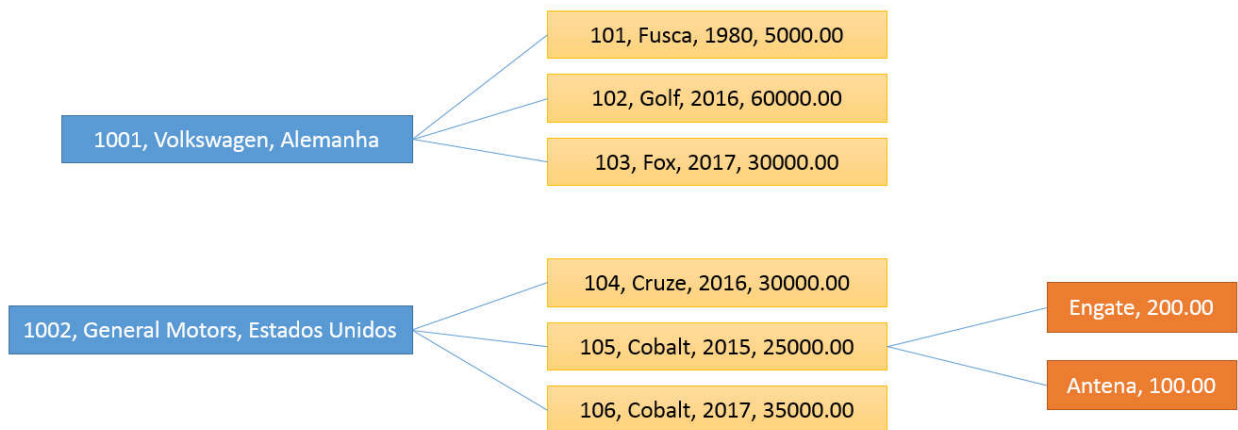 101, Fusca, 1980, 5000.00
102, Golf, 2016, 60000.00
1001, Volkswagen, Alemanha
103, Fox, 2017, 30000.00
104, Cruze, 2016, 30000.00
Engate, 200.00
1002, General Motors, Estados Unidos
105, Cobalt, 2015, 25000.00
Antena, 100.00
106, Cobalt, 2017, 35000.00